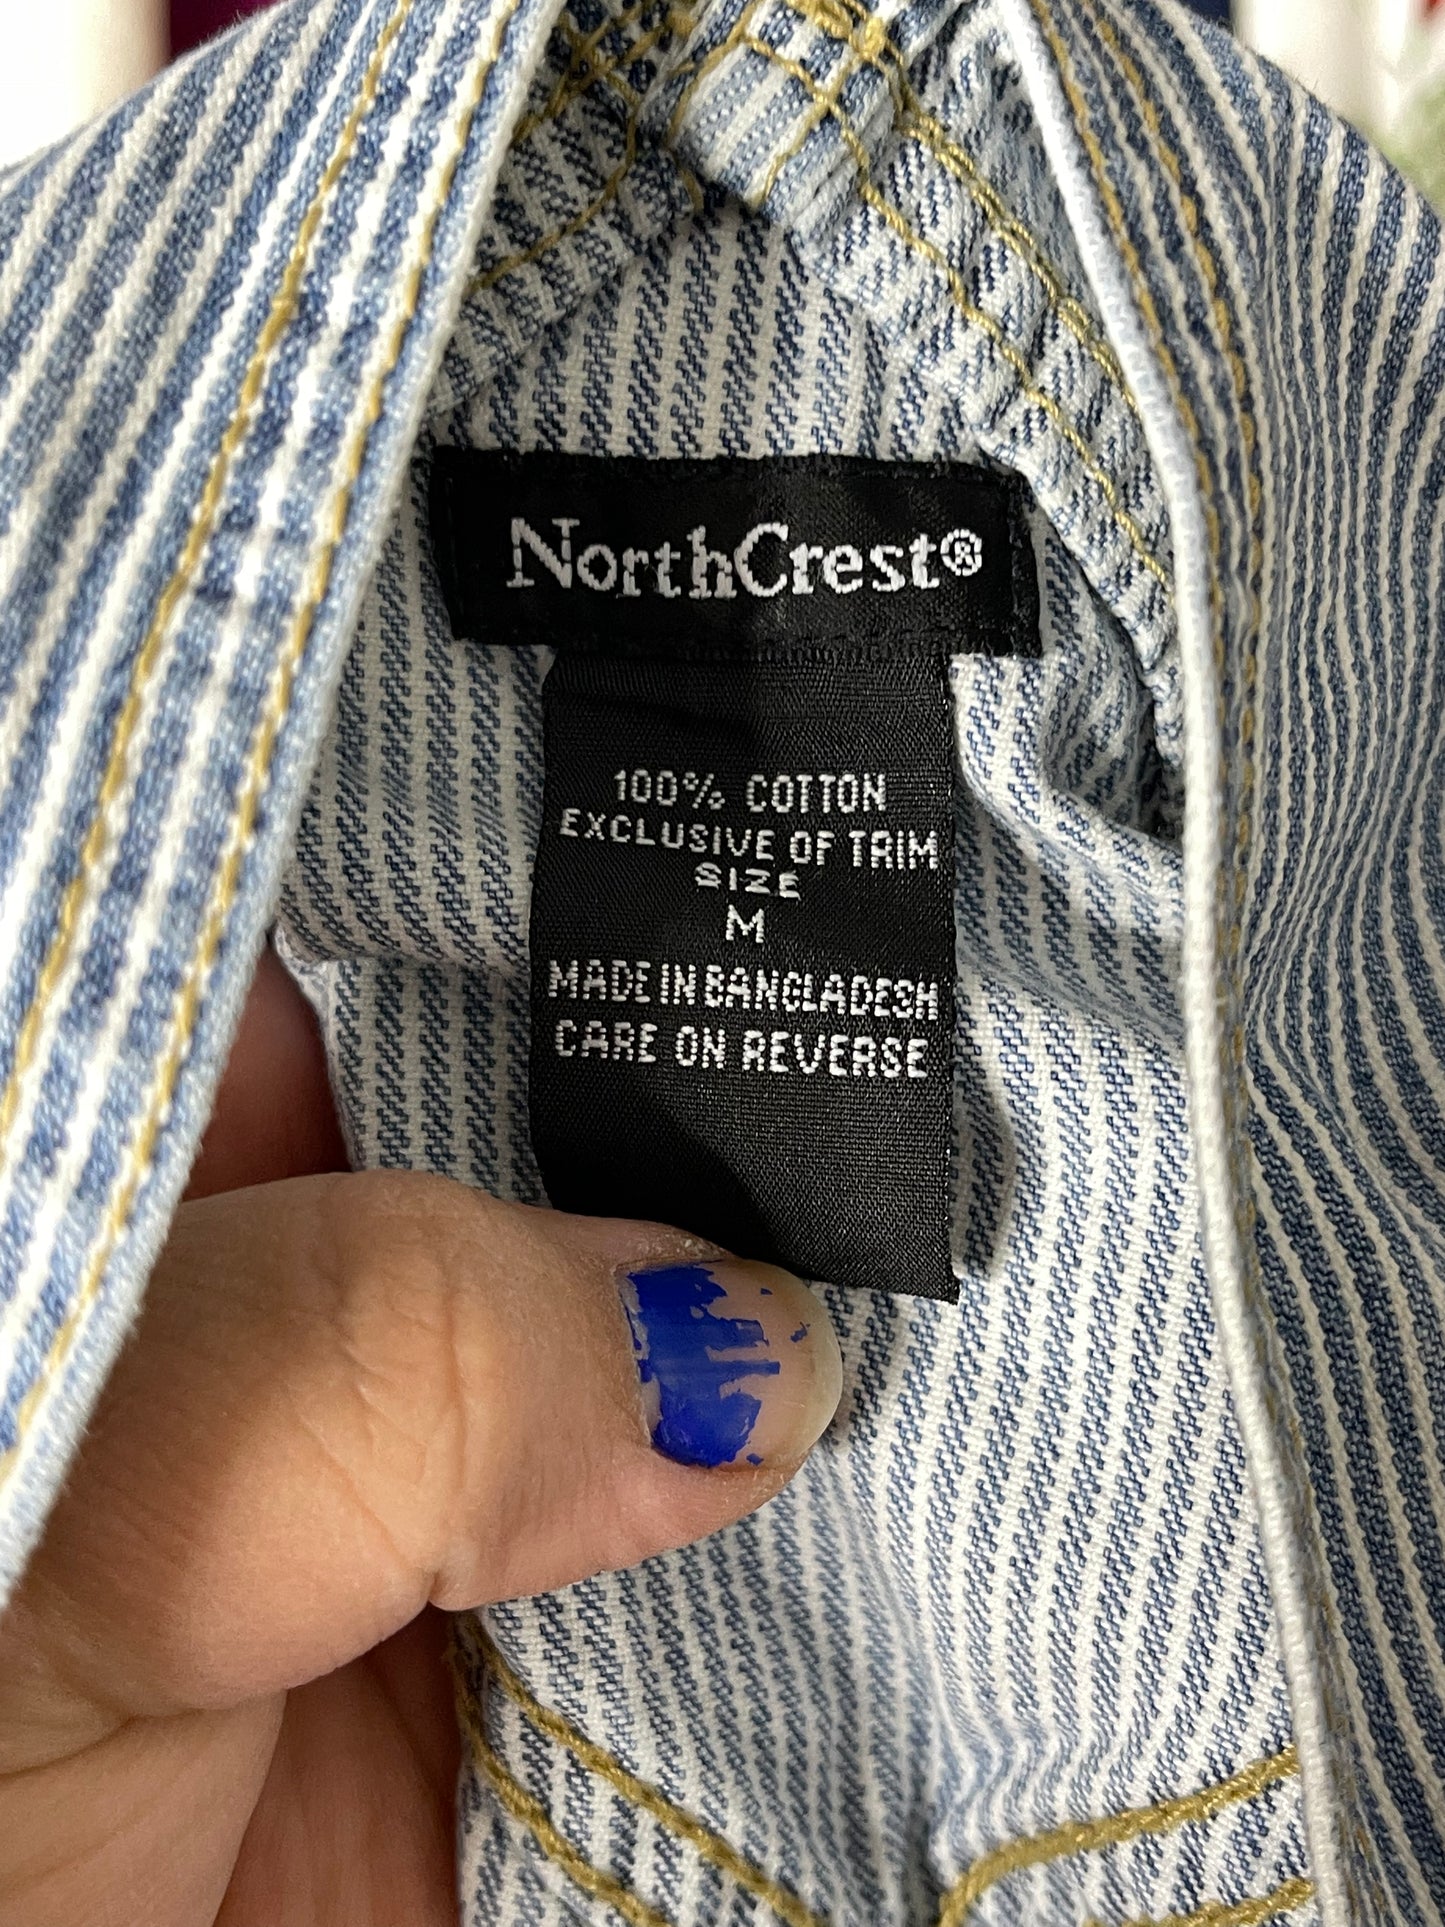 NorthCrest®
100% COTTON
EXCLUSIVE OF TRIM
SIZE
M
MADE IN BANGLADESH
CARE ON REVERSE